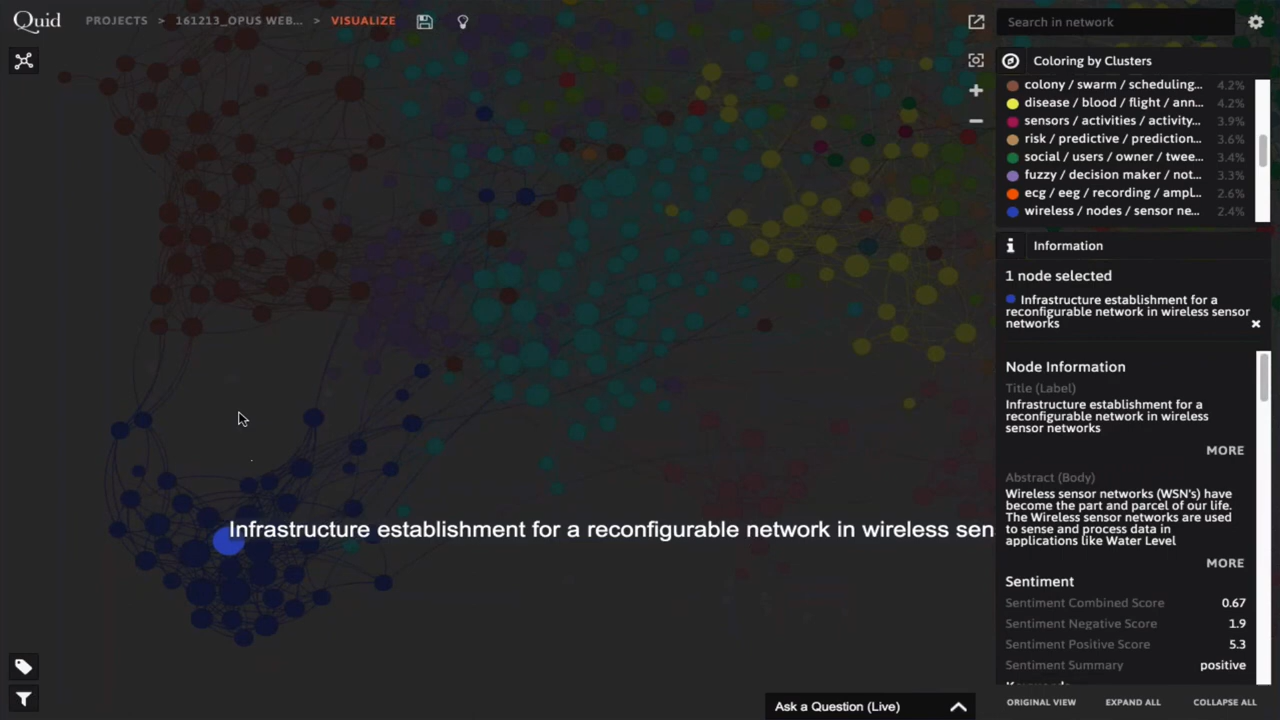 Quid
PROJECTS > 161213_OPUS WEB... > VISUALIZE
Search in network
Coloring by Clusters
colony / swarm / scheduling... 4.2%
disease / blood / flight / ann... 4.2%
sensors / activities / activity... 3.9%
risk / predictive / prediction... 3.6%
social / users / owner / twee... 3.4%
fuzzy / decision maker / not... 3.3%
ecg / eeg / recording / ampl... 2.6%
wireless / nodes / sensor ne... 2.4%
Information
1 node selected
Infrastructure establishment for a
reconfigurable network in wireless sensor
networks
Node Information
Title (Label)
Infrastructure establishment for a
reconfigurable network in wireless
sensor networks
MORE
Abstract (Body)
Wireless sensor networks (WSN's) have
become the part and parcel of our life.
The Wireless sensor networks are used
to sense and process data in
applications like Water Level
MORE
Sentiment
Sentiment Combined Score 0.67
Sentiment Negative Score 1.9
Sentiment Positive Score 5.3
Sentiment Summary positive
ORIGINAL VIEW EXPAND ALL COLLAPSE ALL
Infrastructure establishment for a reconfigurable network in wireless sen
Ask a Question (Live)